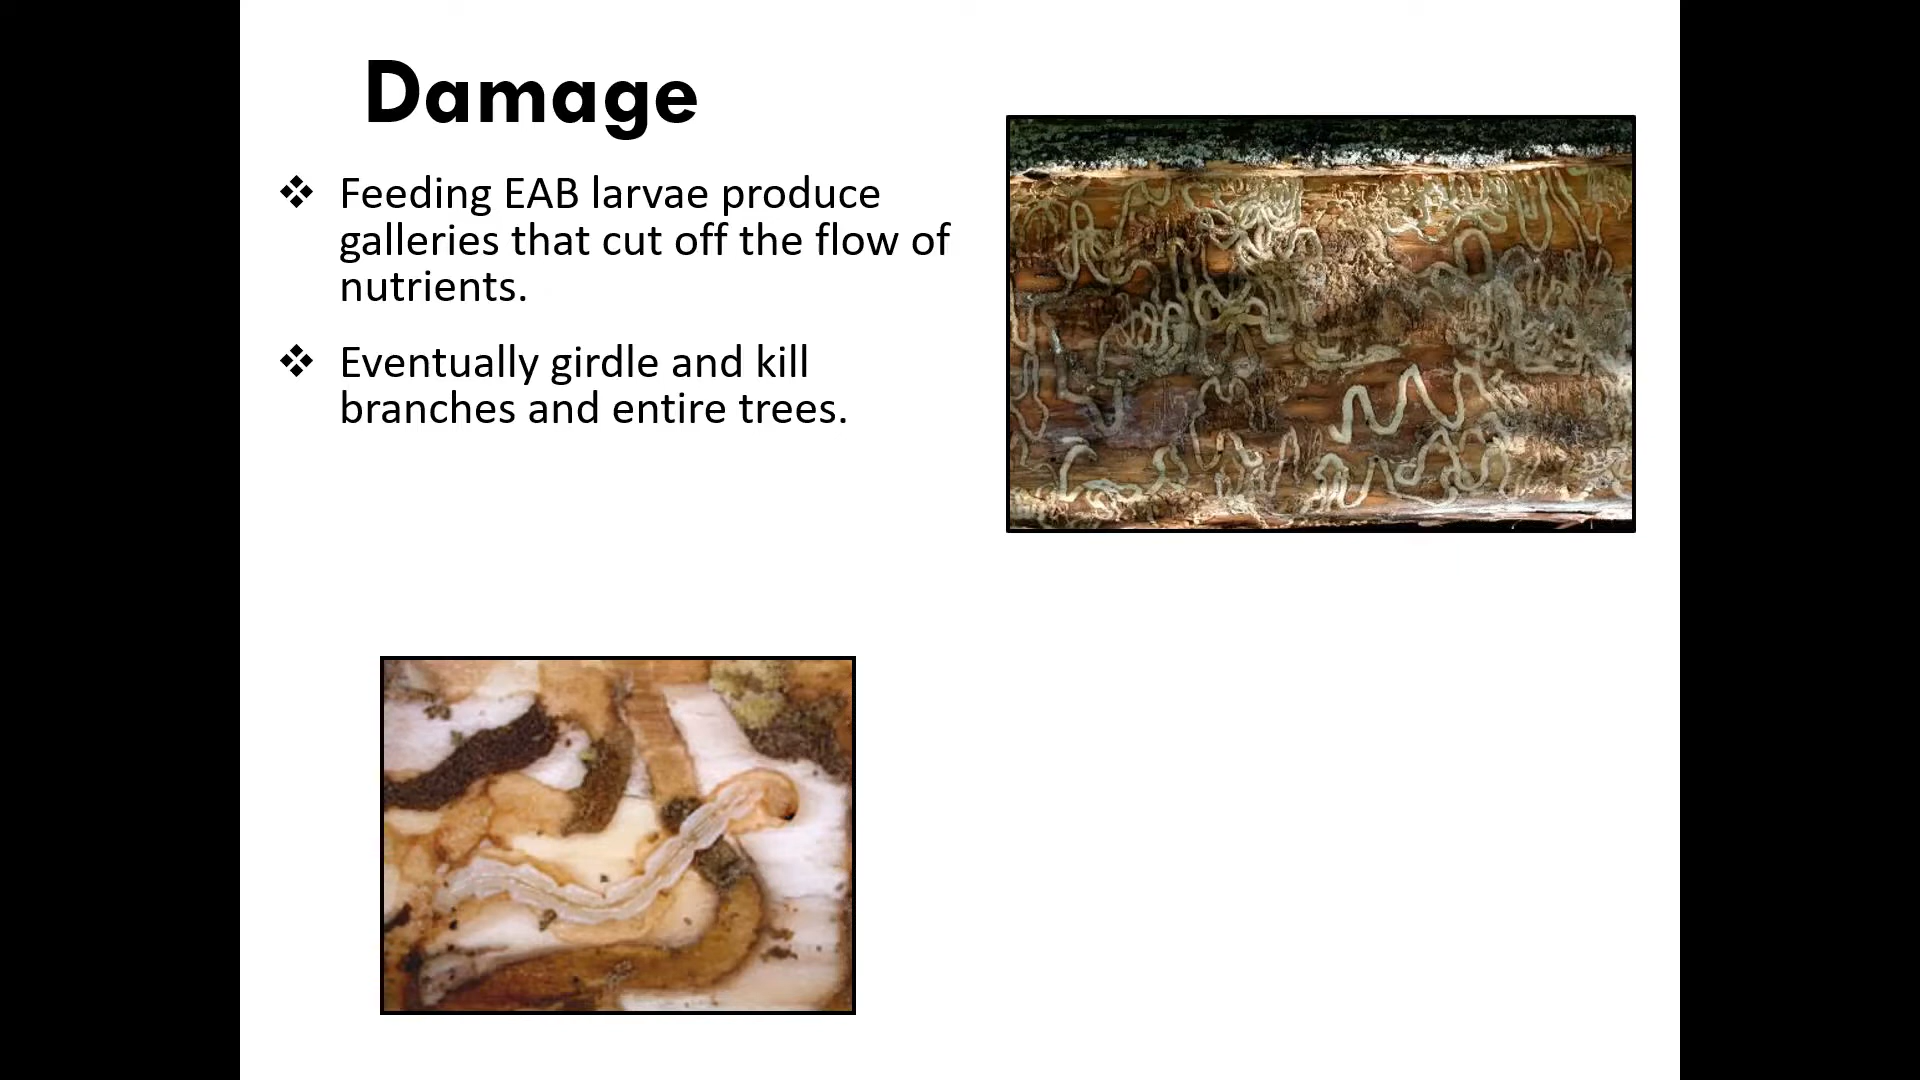 Damage
❖ Feeding EAB larvae produce
galleries that cut off the flow of
nutrients.
❖ Eventually girdle and kill
branches and entire trees.